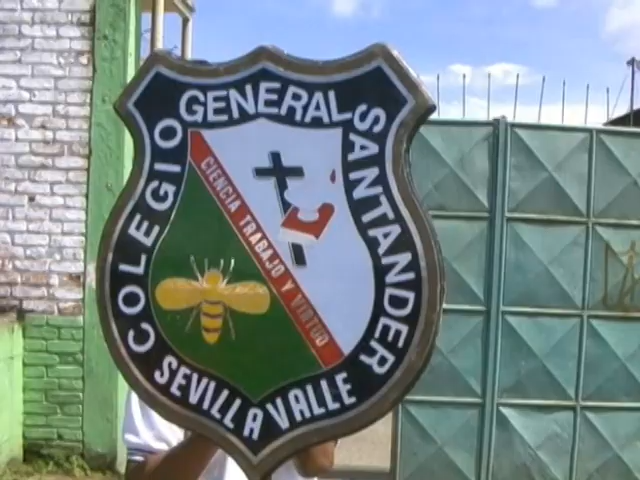 COLEGIO GENERAL SANTANDER
CIENCIA TRABAJO Y VIRTUD
SEVILLA VALLE